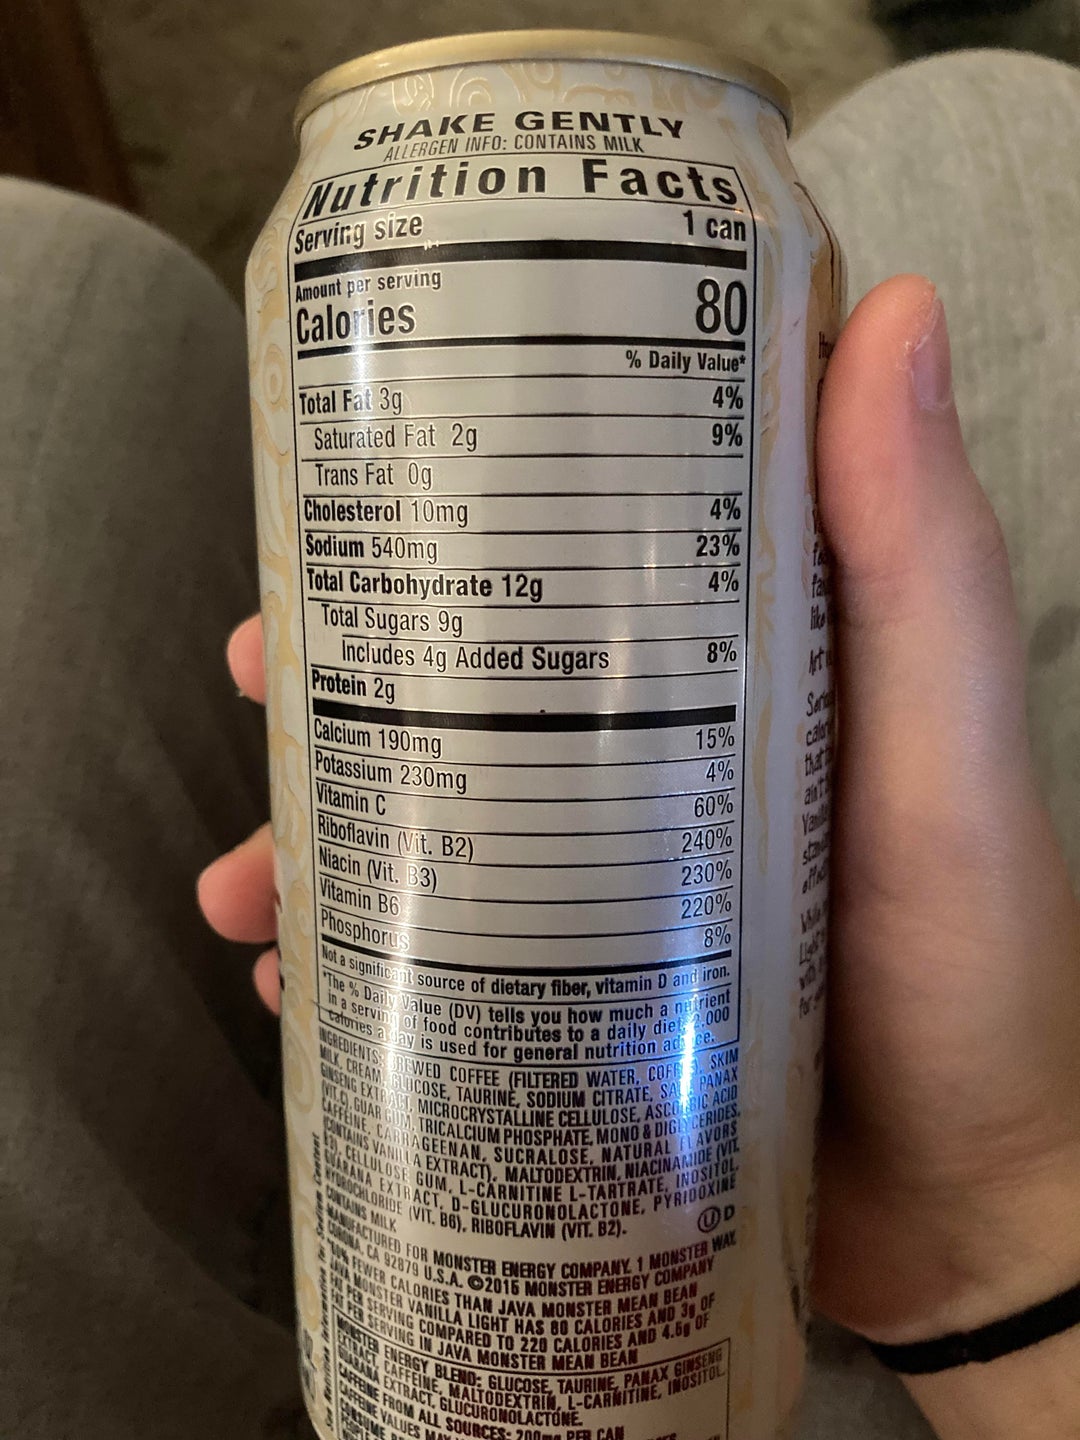 SHAKE GENTLY
ALLERGEN INFO: CONTAINS MILK
Nutrition Facts
Serving size 1 can
Amount per serving
Calories 80
% Daily Value*
Total Fat 3g 4%
Saturated Fat 2g 9%
Trans Fat 0g
Cholesterol 10mg 4%
Sodium 540mg 23%
Total Carbohydrate 12g 4%
Total Sugars 9g
Includes 4g Added Sugars 8%
Protein 2g
Calcium 190mg 15%
Potassium 230mg 4%
Vitamin C 60%
Riboflavin (Vit. B2) 240%
Niacin (Vit. B3) 230%
Vitamin B6 220%
Phosphorus 8%
Not a significant source of dietary fiber, vitamin D and iron.
*The % Daily Value (DV) tells you how much a nutrient
in a serving of food contributes to a daily diet. 2,000
calories a day is used for general nutrition advice.
INGREDIENTS: BREWED COFFEE (FILTERED WATER, COFFEE), SKIM
MILK, CREAM, GLUCOSE, TAURINE, SODIUM CITRATE, SALT, PANAX
GINSENG EXTRACT, MICROCRYSTALLINE CELLULOSE, ASCORBIC ACID
(VIT.C), GUAR GUM, TRICALCIUM PHOSPHATE, MONO & DIGLYCERIDES,
CAFFEINE, CARRAGEENAN, SUCRALOSE, NATURAL FLAVORS
(CONTAINS VANILLA EXTRACT), MALTODEXTRIN, NIACINAMIDE (VIT.
B3), CELLULOSE GUM, L-CARNITINE L-TARTRATE, INOSITOL,
GUARANA EXTRACT, D-GLUCURONOLACTONE, PYRIDOXINE
HYDROCHLORIDE (VIT. B6), RIBOFLAVIN (VIT. B2).
CONTAINS MILK
U D
MANUFACTURED FOR MONSTER ENERGY COMPANY. 1 MONSTER WAY,
CORONA, CA 92879 U.S.A. ©2015 MONSTER ENERGY COMPANY
FEWER CALORIES THAN JAVA MONSTER MEAN BEAN
JAVA MONSTER VANILLA LIGHT HAS 80 CALORIES AND 3g OF
FAT PER SERVING COMPARED TO 220 CALORIES AND 4.5g OF
FAT PER SERVING IN JAVA MONSTER MEAN BEAN
See Nutrition Information For Sodium Content
MONSTER ENERGY BLEND: GLUCOSE, TAURINE, PANAX GINSENG
EXTRACT, CAFFEINE, MALTODEXTRIN, L-CARNITINE, INOSITOL,
GUARANA EXTRACT, GLUCURONOLACTONE.
CAFFEINE FROM ALL SOURCES: 200mg PER CAN
CAFFEINE VALUES MAY
CONSUME